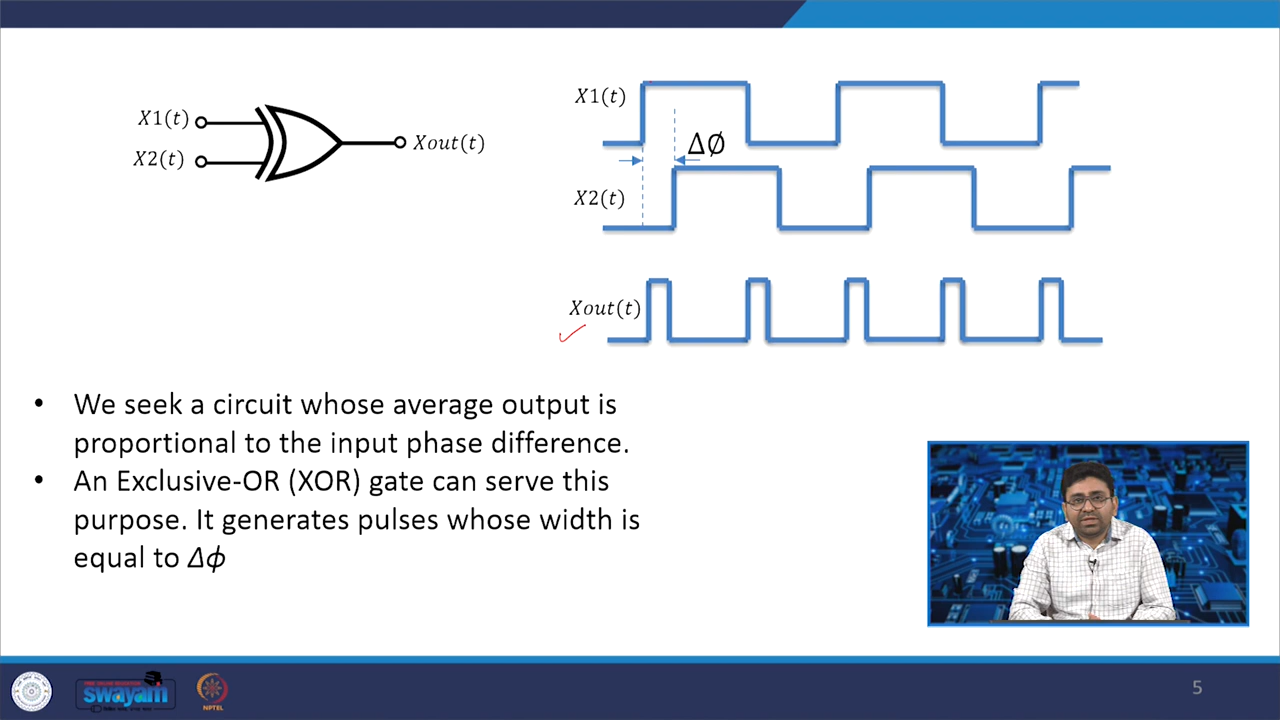 X1(t)
X2(t)
Xout(t)
X1(t)
ΔØ
X2(t)
Xout(t)
• We seek a circuit whose average output is
proportional to the input phase difference.
• An Exclusive-OR (XOR) gate can serve this
purpose. It generates pulses whose width is
equal to Δϕ
swayam
NPTEL
5